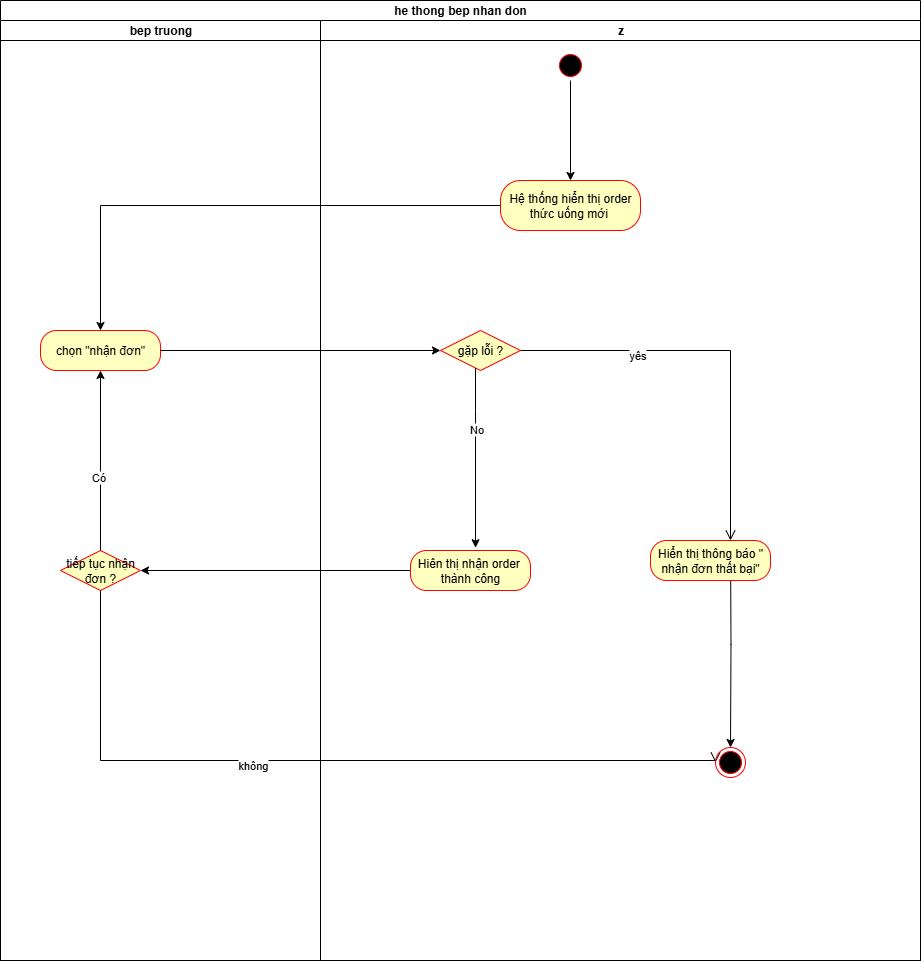 he thong bep nhan don
bep truong
z
Hệ thống hiển thị order
thức uống mới
chọn "nhận đơn"
gặp lỗi ?
yês
No
Có
tiếp tục nhận
đơn ?
Hiên thị nhận order
thành công
Hiển thị thông báo "
nhận đơn thất bại"
không